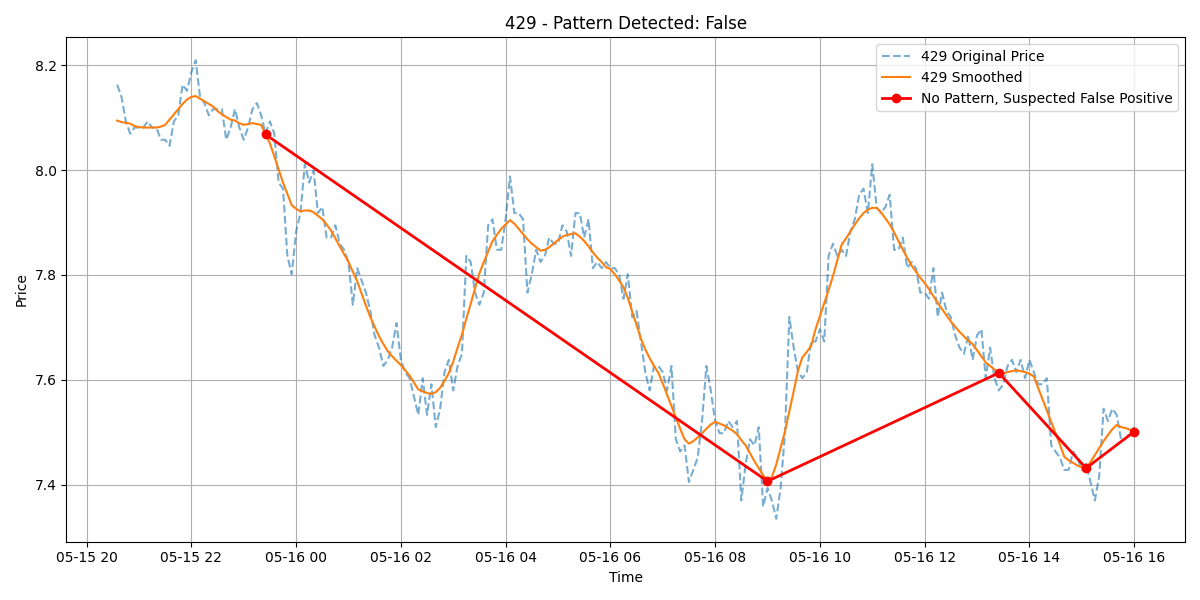 429 - Pattern Detected: False
429 Original Price
429 Smoothed
No Pattern, Suspected False Positive
Price
8.2
8.0
7.8
7.6
7.4
05-15 20
05-15 22
05-16 00
05-16 02
05-16 04
05-16 06
05-16 08
05-16 10
05-16 12
05-16 14
05-16 16
Time